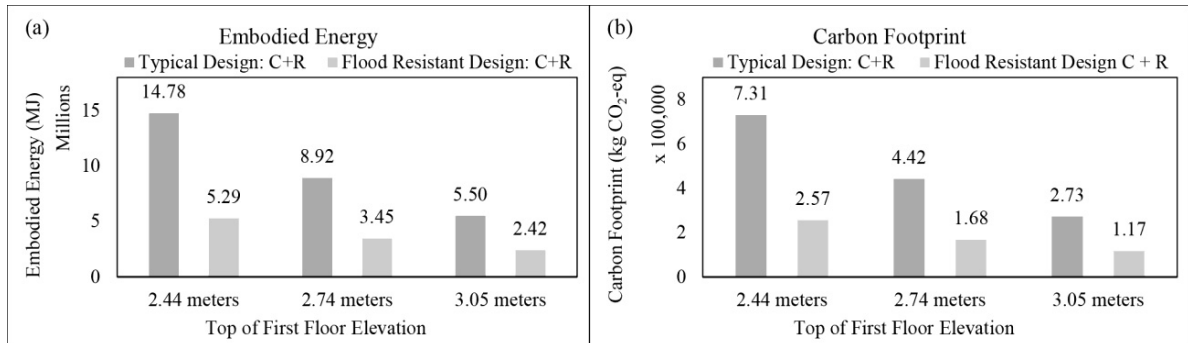 (a)
Embodied Energy
Typical Design: C+R Flood Resistant Design: C+R
Embodied Energy (MJ)
Millions
15
10
5
0
14.78
5.29
8.92
3.45
5.50
2.42
2.44 meters 2.74 meters 3.05 meters
Top of First Floor Elevation
(b)
Carbon Footprint
Typical Design: C+R Flood Resistant Design C + R
Carbon Footprint (kg CO₂-eq)
x 100,000
8
6
4
2
0
7.31
2.57
4.42
1.68
2.73
1.17
2.44 meters 2.74 meters 3.05 meters
Top of First Floor Elevation